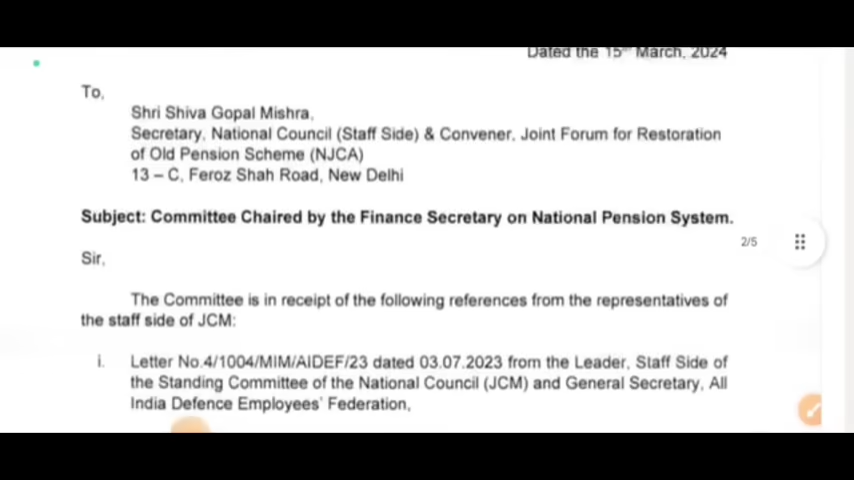 Dated the 15th March, 2024
To,
Shri Shiva Gopal Mishra,
Secretary, National Council (Staff Side) & Convener, Joint Forum for Restoration
of Old Pension Scheme (NJCA)
13 – C, Feroz Shah Road, New Delhi
Subject: Committee Chaired by the Finance Secretary on National Pension System.
2/5
Sir,
The Committee is in receipt of the following references from the representatives of
the staff side of JCM:
i. Letter No.4/1004/MIM/AIDEF/23 dated 03.07.2023 from the Leader, Staff Side of
the Standing Committee of the National Council (JCM) and General Secretary, All
India Defence Employees' Federation,